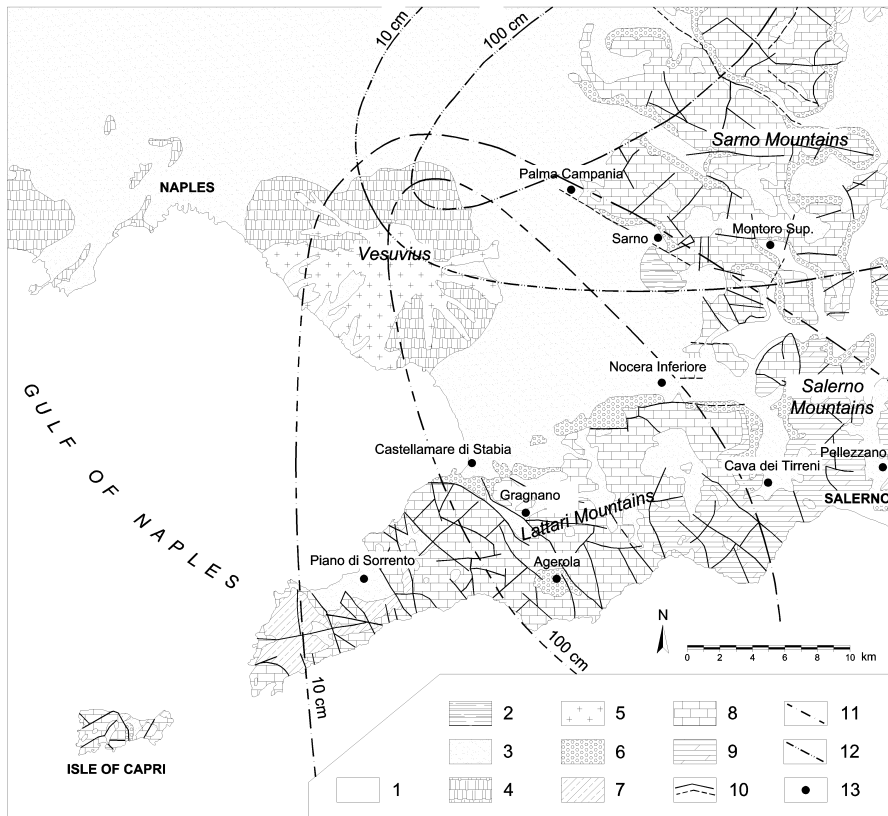 10 cm
100 cm
Sarno Mountains
Palma Campania
NAPLES
Sarno
Montoro Sup.
Vesuvius
Nocera Inferiore
Salerno
Mountains
GULF OF NAPLES
Castellamare di Stabia
Pellezzano
Cava dei Tirreni
Gragnano
SALERNO
Lattari Mountains
Piano di Sorrento
Agerola
N
0 2 4 6 8 10 km
100 cm
10 cm
ISLE OF CAPRI
2 5 8 11
3 6 9 12
1 4 7 10 13